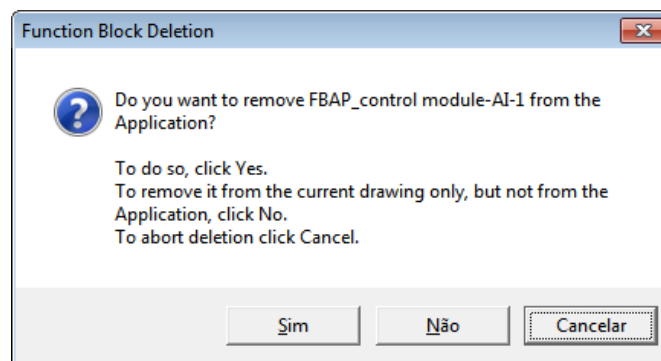 Function Block Deletion
Do you want to remove FBAP_control module-AI-1 from the
Application?
To do so, click Yes.
To remove it from the current drawing only, but not from the
Application, click No.
To abort deletion click Cancel.
Sim
Não
Cancelar